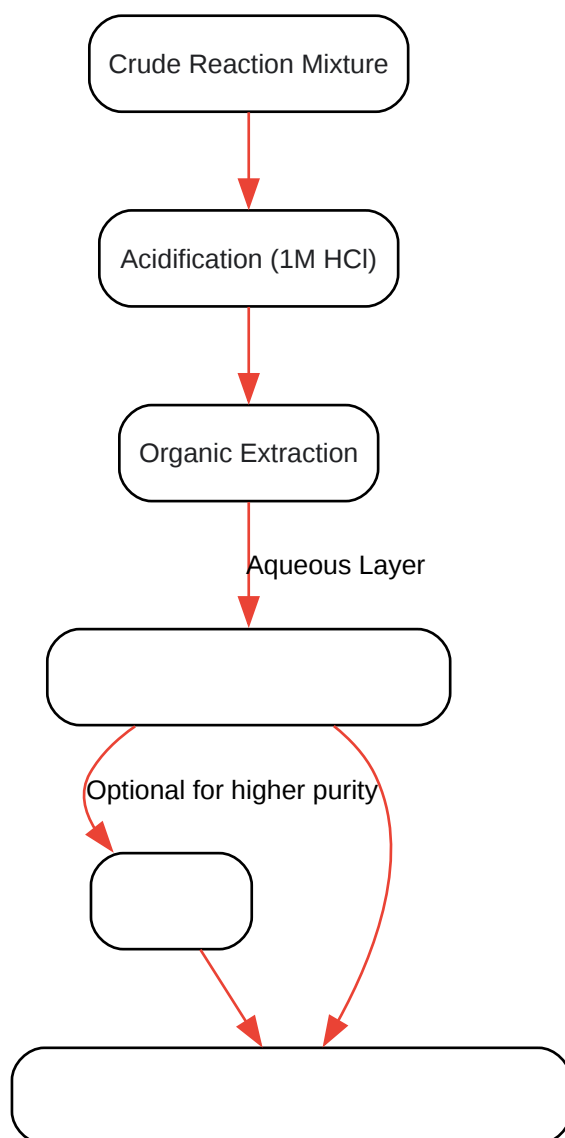 Crude Reaction Mixture
Acidification (1M HCl)
Organic Extraction
Aqueous Layer
Optional for higher purity